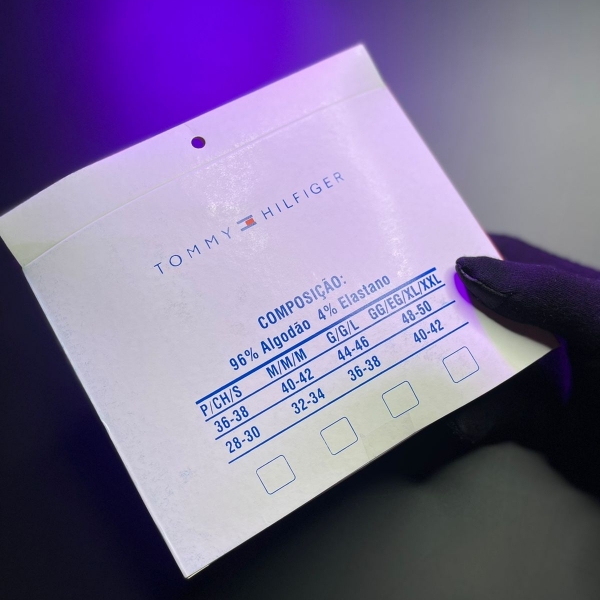 TOMMY HILFIGER
COMPOSIÇÃO:
96% Algodão 4% Elastano
P/CH/S M/M/M G/G/L GG/EG/XL/XXL
36-38 40-42 44-46 48-50
28-30 32-34 36-38 40-42